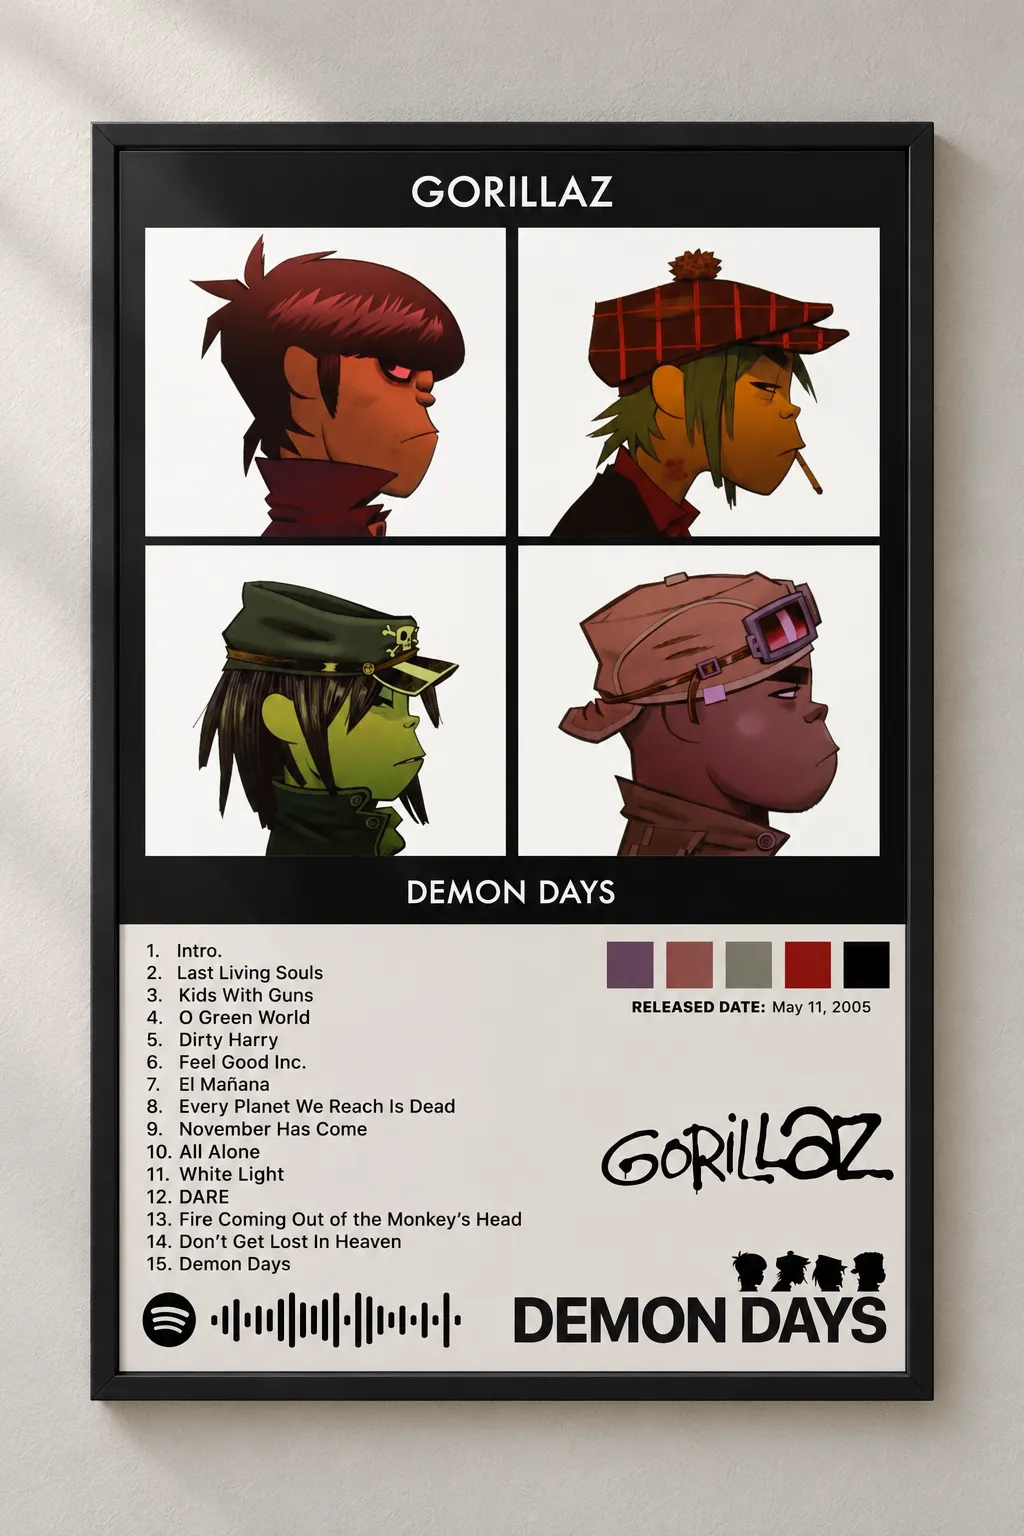 GORILLAZ
DEMON DAYS
1. Intro.
2. Last Living Souls
3. Kids With Guns
4. O Green World
5. Dirty Harry
6. Feel Good Inc.
7. El Mañana
8. Every Planet We Reach Is Dead
9. November Has Come
10. All Alone
11. White Light
12. DARE
13. Fire Coming Out of the Monkey’s Head
14. Don’t Get Lost In Heaven
15. Demon Days
RELEASED DATE: May 11, 2005
GORiLLaZ
DEMON DAYS